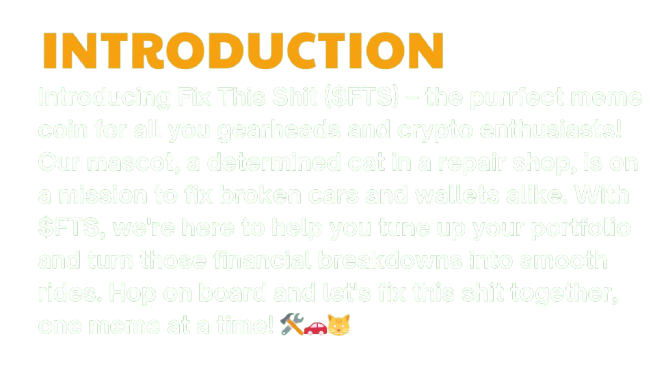 INTRODUCTION
Introducing Fix This Shit ($FTS) – the purrfect meme
coin for all you gearheads and crypto enthusiasts!
Our mascot, a determined cat in a repair shop, is on
a mission to fix broken cars and wallets alike. With
$FTS, we're here to help you tune up your portfolio
and turn those financial breakdowns into smooth
rides. Hop on board and let's fix this shit together,
one meme at a time! 🛠️🚗🐱